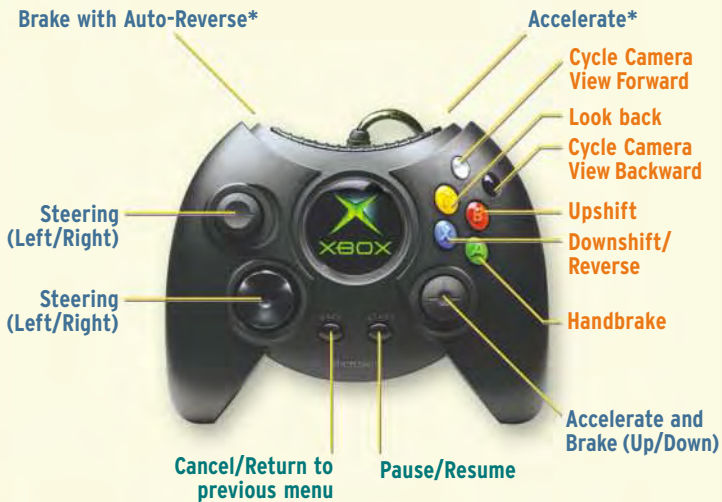 Brake with Auto-Reverse*
Accelerate*
Cycle Camera
View Forward
Look back
Cycle Camera
View Backward
Steering
(Left/Right)
Upshift
Downshift/
Reverse
Steering
(Left/Right)
Handbrake
XBOX
Y
B
X
A
BACK
START
Accelerate and
Brake (Up/Down)
Cancel/Return to
previous menu
Pause/Resume